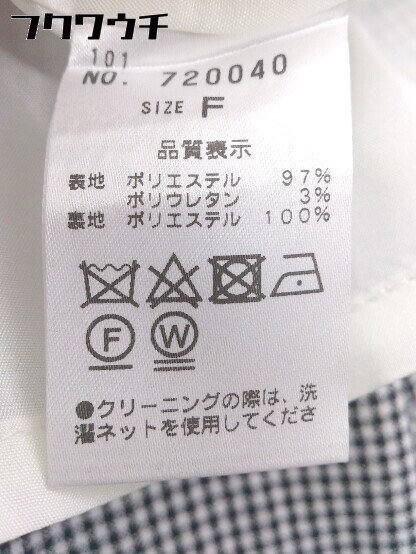 フクワウチ
101
NO. 720040
SIZE F
品質表示
表地 ポリエステル 97%
ポリウレタン 3%
裏地 ポリエステル 100%
F W
●クリーニングの際は、洗
濯ネットを使用してくださ